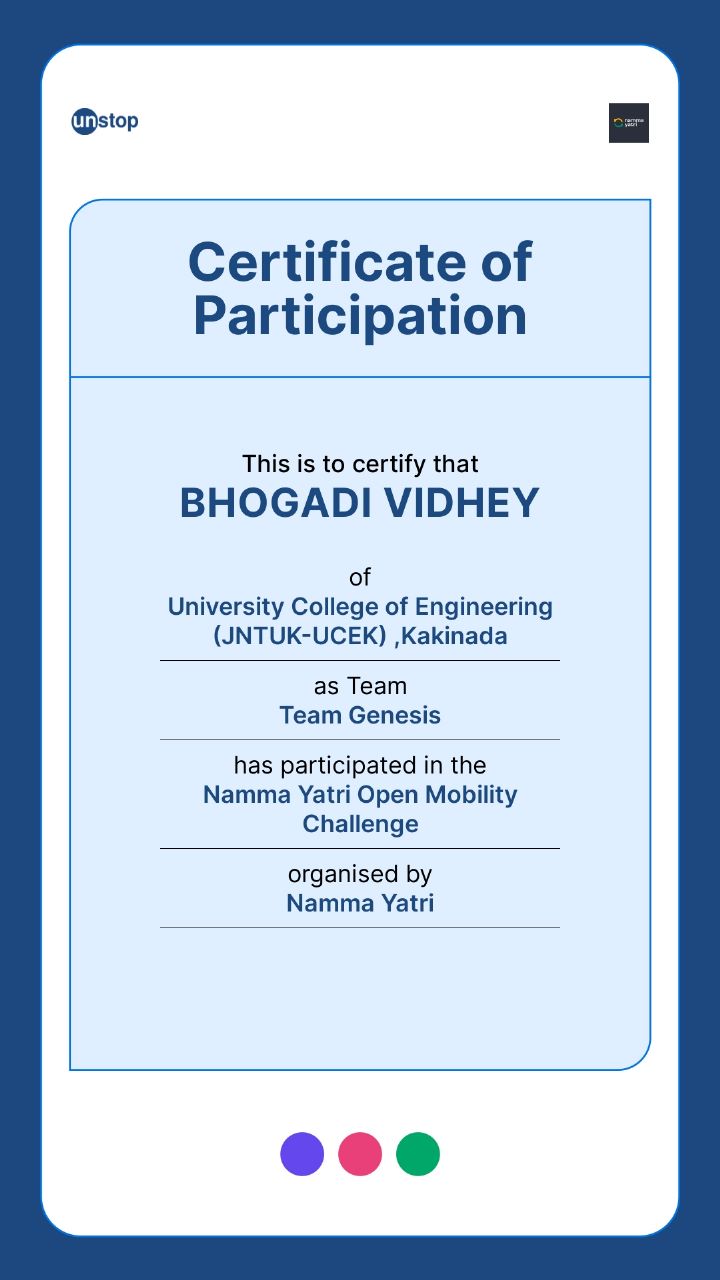 unstop
namma
yatri
Certificate of
Participation
This is to certify that
BHOGADI VIDHEY
of
University College of Engineering
(JNTUK-UCEK) ,Kakinada
as Team
Team Genesis
has participated in the
Namma Yatri Open Mobility
Challenge
organised by
Namma Yatri